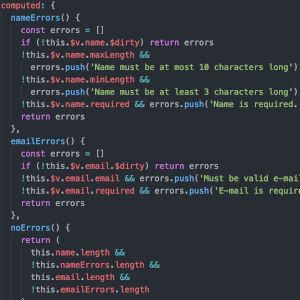 computed: {
nameErrors() {
const errors = []
if (!this.$v.name.$dirty) return errors
!this.$v.name.maxLength &&
errors.push('Name must be at most 10 characters long')
!this.$v.name.minLength &&
errors.push('Name must be at least 3 characters long')
!this.$v.name.required && errors.push('Name is required.
return errors
},
emailErrors() {
const errors = []
if (!this.$v.email.$dirty) return errors
!this.$v.email.email && errors.push('Must be valid e-mai
!this.$v.email.required && errors.push('E-mail is require
return errors
},
noErrors() {
return (
this.name.length &&
!this.nameErrors.length &&
this.email.length &&
!this.emailErrors.length